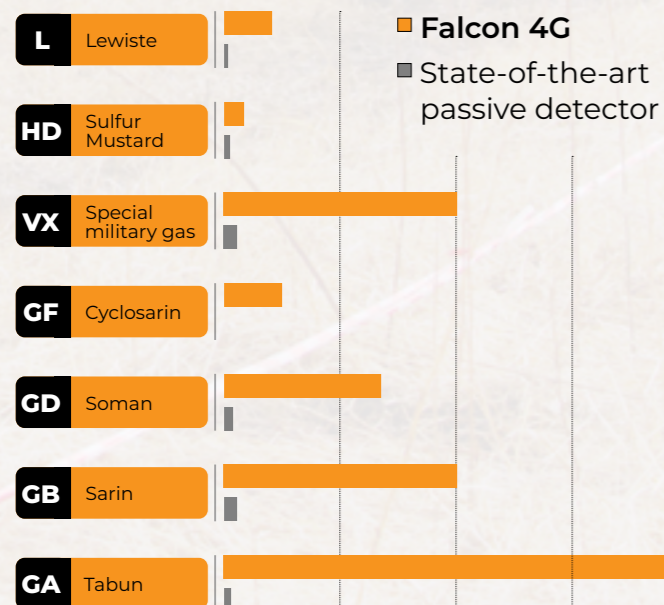 L
Lewiste
Falcon 4G
State-of-the-art
passive detector
HD
Sulfur
Mustard
VX
Special
military gas
GF
Cyclosarin
GD
Soman
GB
Sarin
GA
Tabun